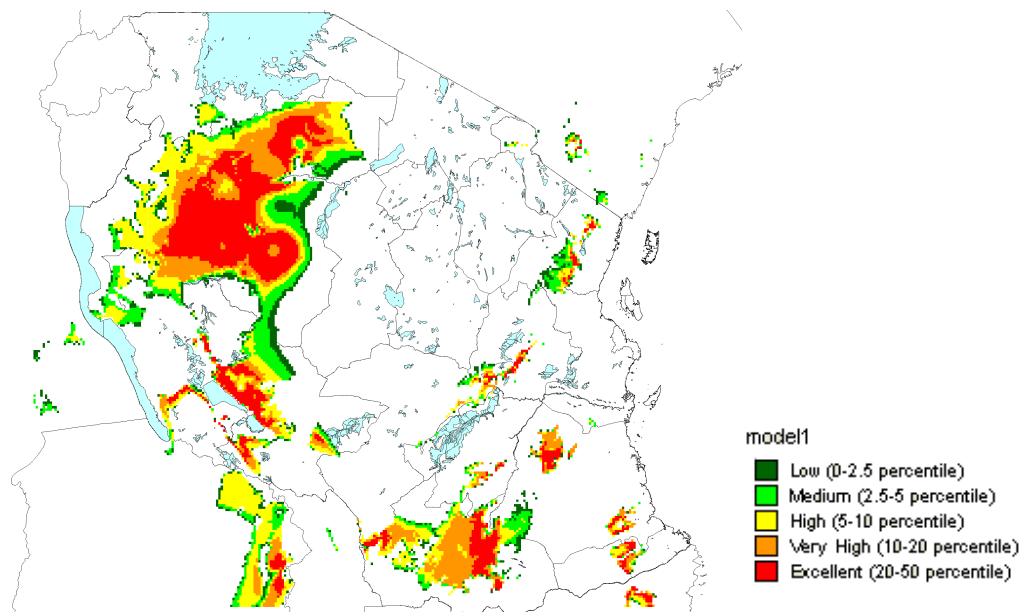 model1
Low (0-2.5 percentile)
Medium (2.5-5 percentile)
High (5-10 percentile)
Very High (10-20 percentile)
Excellent (20-50 percentile)